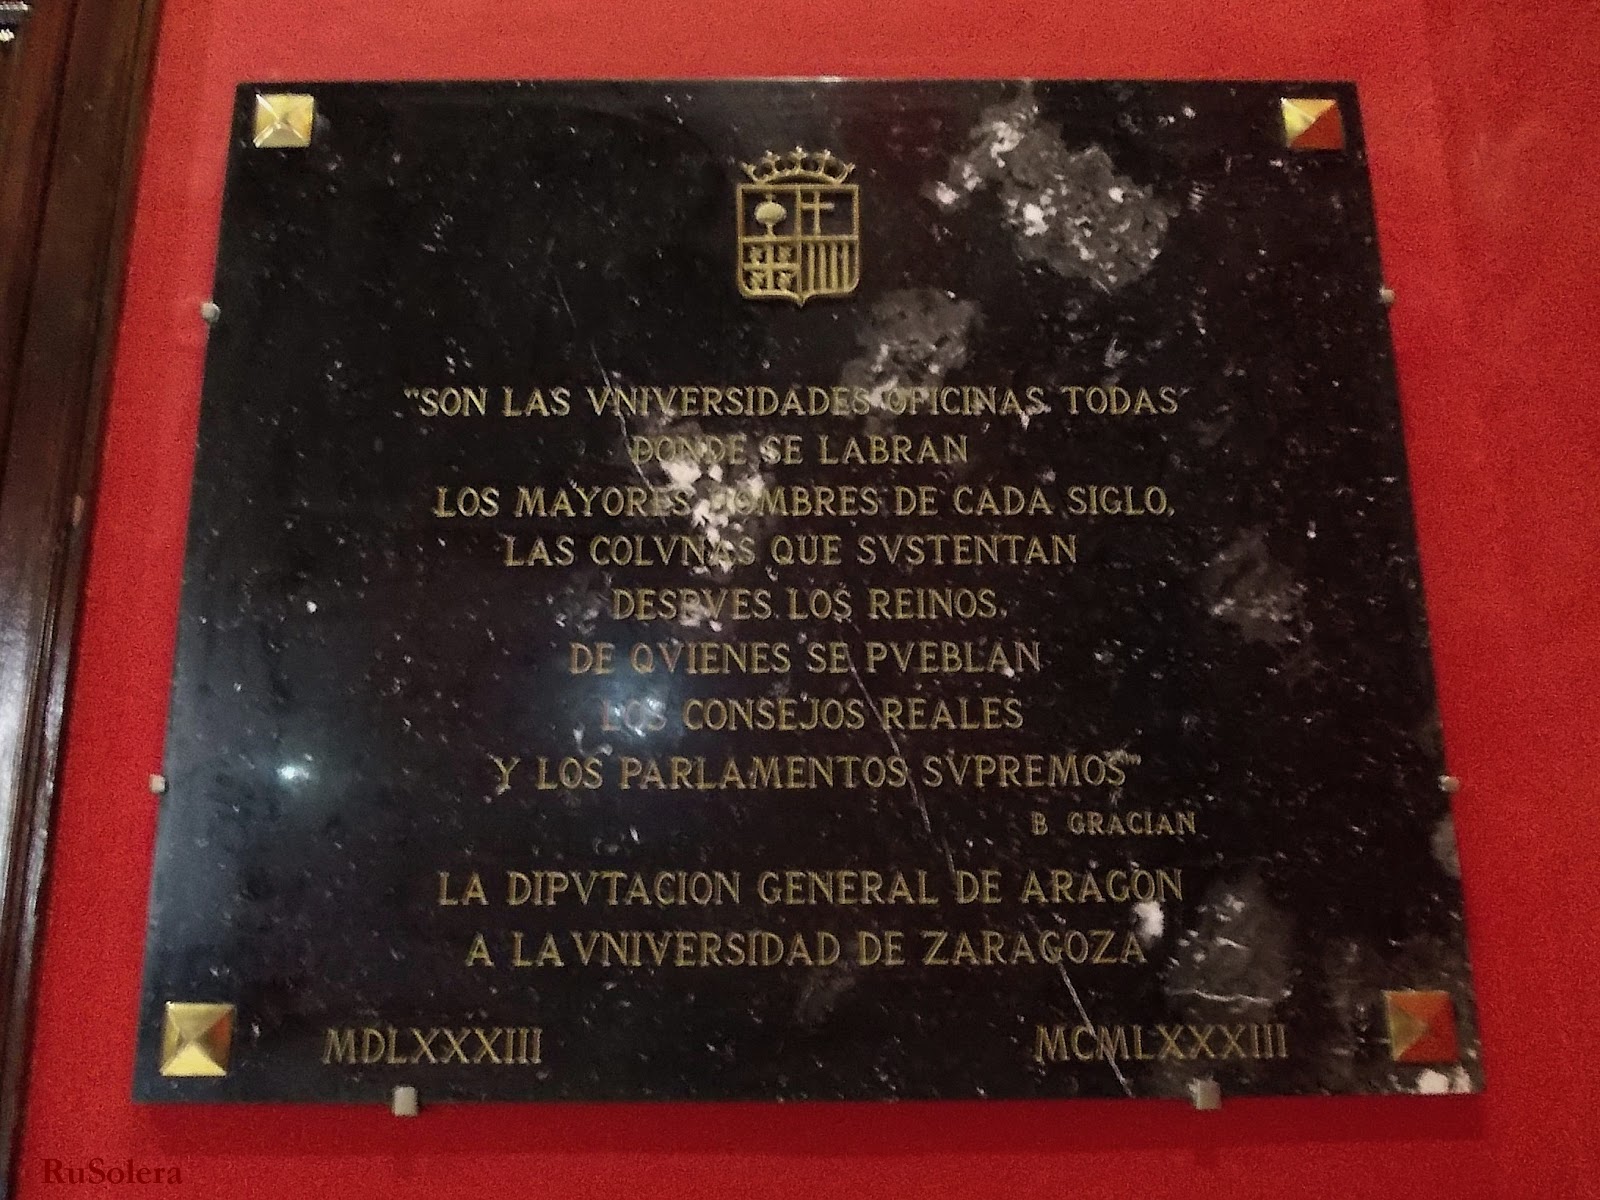 "SON LAS VNIVERSIDADES OFICINAS TODAS
DONDE SE LABRAN
LOS MAYORES HOMBRES DE CADA SIGLO,
LAS COLVNAS QUE SVSTENTAN
DESPVES LOS REINOS,
DE QVIENES SE PVEBLAN
LOS CONSEJOS REALES
Y LOS PARLAMENTOS SVPREMOS"
B GRACIAN
LA DIPVTACION GENERAL DE ARAGON
A LA VNIVERSIDAD DE ZARAGOZA
MDLXXXIII MCMLXXXIII
RuSolera